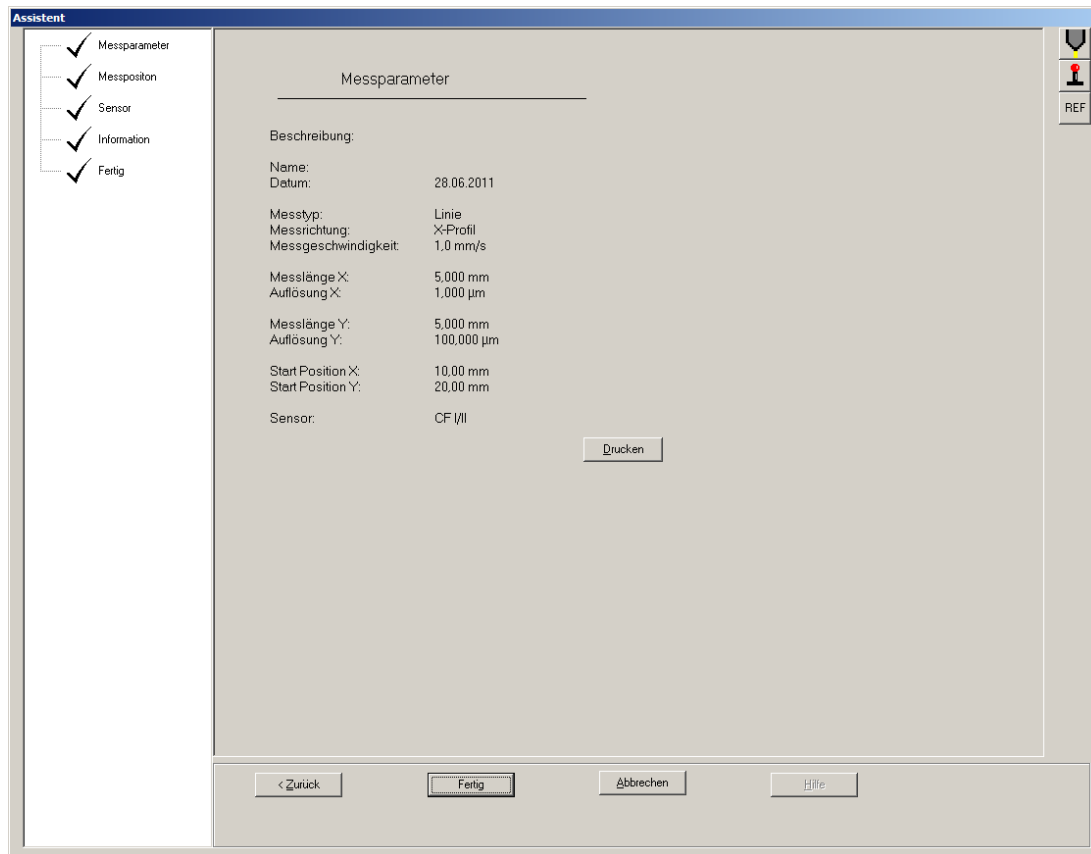 Assistent
Messparameter
Resspositon
Sensor
Information
Fertig
Messparameter
Beschreibung:
Name:
Datum: 28.06.2011
Messtyp: Linie
Messrichtung: X-Profil
Messgeschwindigkeit: 1,0 mm/s
Messlänge X: 5,000 mm
Auflösung X: 1,000 µm
Messlänge Y: 5,000 mm
Auflösung Y: 100,000 µm
Start Position X: 10,00 mm
Start Position Y: 20,00 mm
Sensor: CF I/II
Drucken
REF
< Zurück
Fertig
Abbrechen
Hilfe